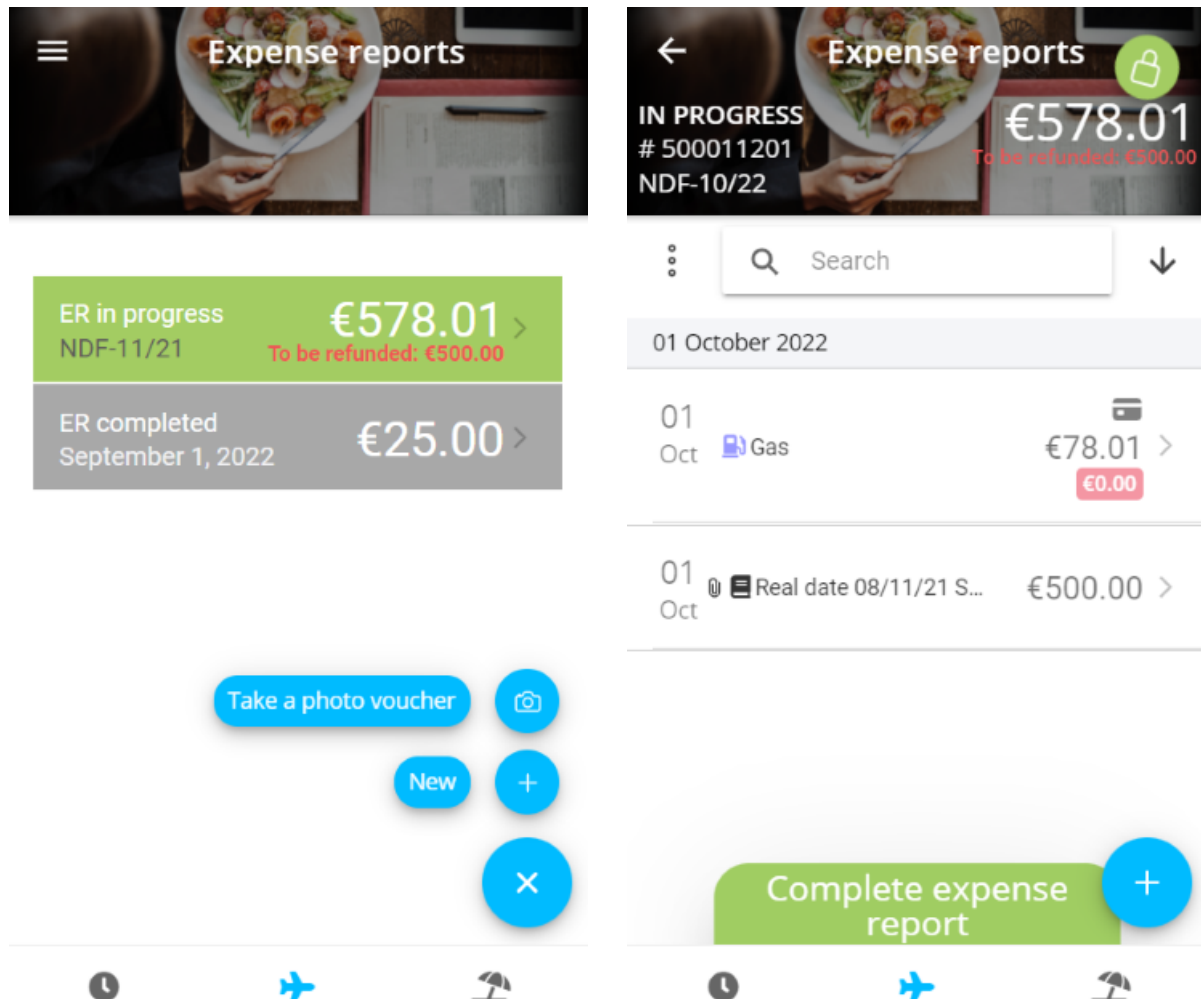 Expense reports
ER in progress
NDF-11/21
€578.01
To be refunded: €500.00
ER completed
September 1, 2022
€25.00
Take a photo voucher
New
Expense reports
IN PROGRESS
# 500011201
NDF-10/22
€578.01
To be refunded: €500.00
Search
01 October 2022
01
Oct
Gas
€78.01
€0.00
01
Oct
Real date 08/11/21 S...
€500.00
Complete expense
report